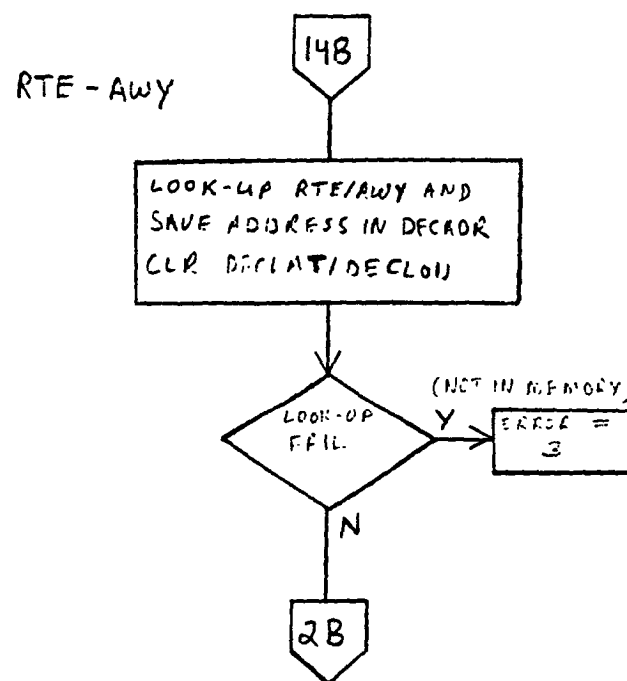 14B
RTE - AWY
LOOK-UP RTE/AWY AND
SAVE ADDRESS IN DECADR
CLR DECLAT/DECLON
(NOT IN MEMORY)
LOOK-UP
FAIL
Y
ERROR =
3
N
2B